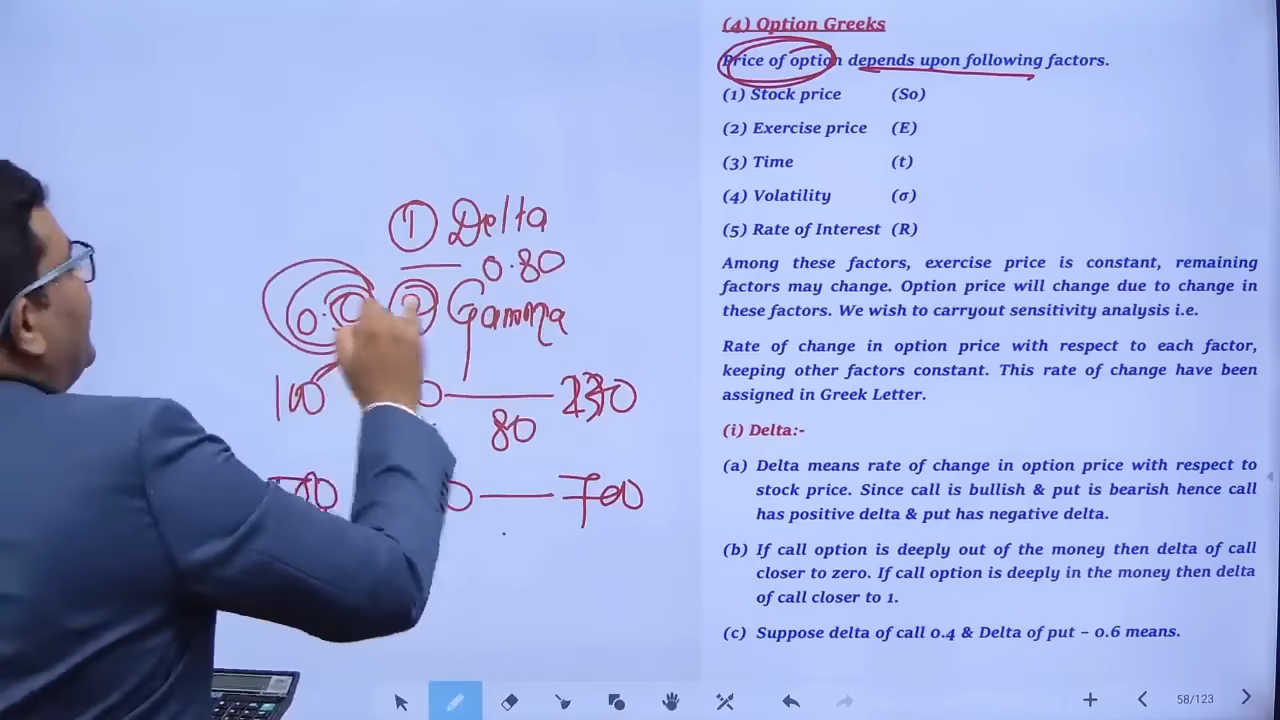 (4) Option Greeks
Price of option depends upon following factors.
(1) Stock price (So)
(2) Exercise price (E)
(3) Time (t)
(4) Volatility (σ)
(5) Rate of Interest (R)
Among these factors, exercise price is constant, remaining
factors may change. Option price will change due to change in
these factors. We wish to carryout sensitivity analysis i.e.
Rate of change in option price with respect to each factor,
keeping other factors constant. This rate of change have been
assigned in Greek Letter.
(i) Delta:-
(a) Delta means rate of change in option price with respect to
stock price. Since call is bullish & put is bearish hence call
has positive delta & put has negative delta.
(b) If call option is deeply out of the money then delta of call
closer to zero. If call option is deeply in the money then delta
of call closer to 1.
(c) Suppose delta of call 0.4 & Delta of put – 0.6 means.
① Delta
0.80
Gamma
100
80
700
58/123